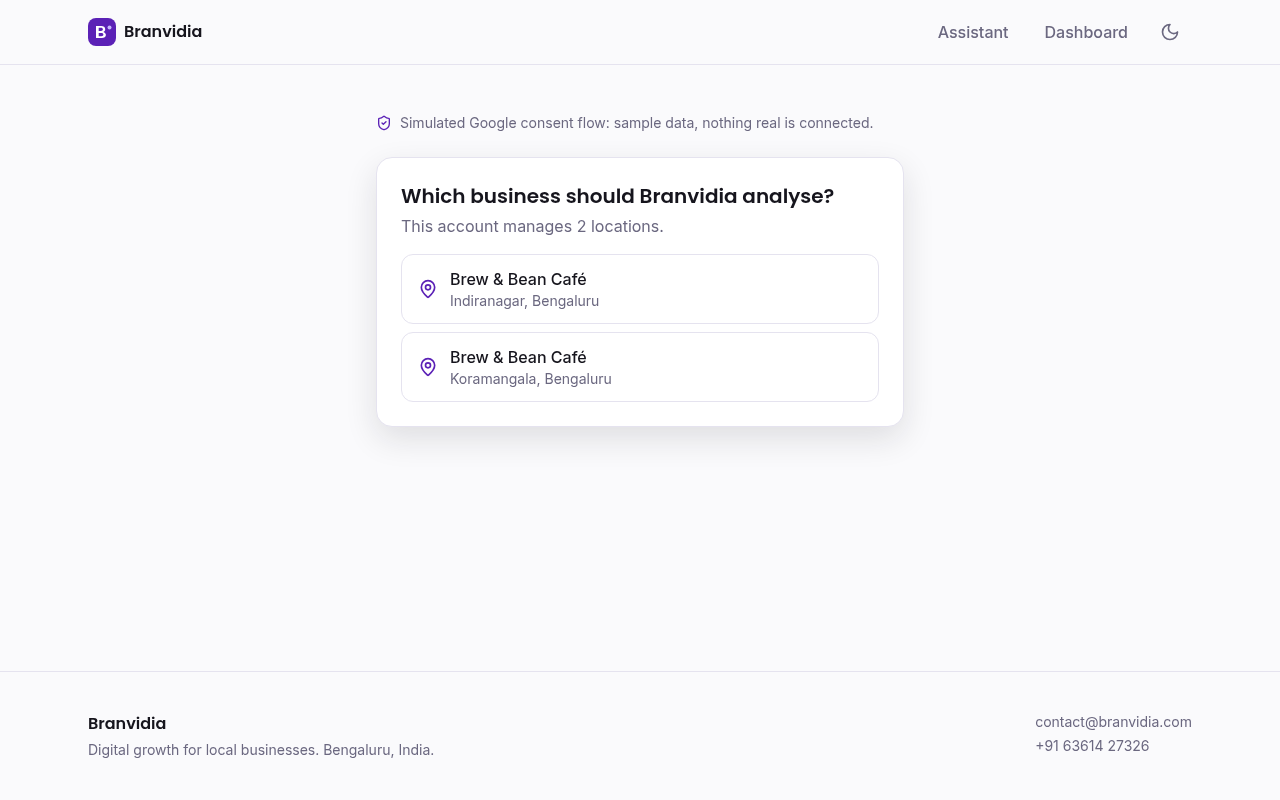 B
Branvidia
Assistant
Dashboard
Simulated Google consent flow: sample data, nothing real is connected.
Which business should Branvidia analyse?
This account manages 2 locations.
Brew & Bean Café
Indiranagar, Bengaluru
Brew & Bean Café
Koramangala, Bengaluru
Branvidia
Digital growth for local businesses. Bengaluru, India.
contact@branvidia.com
+91 63614 27326